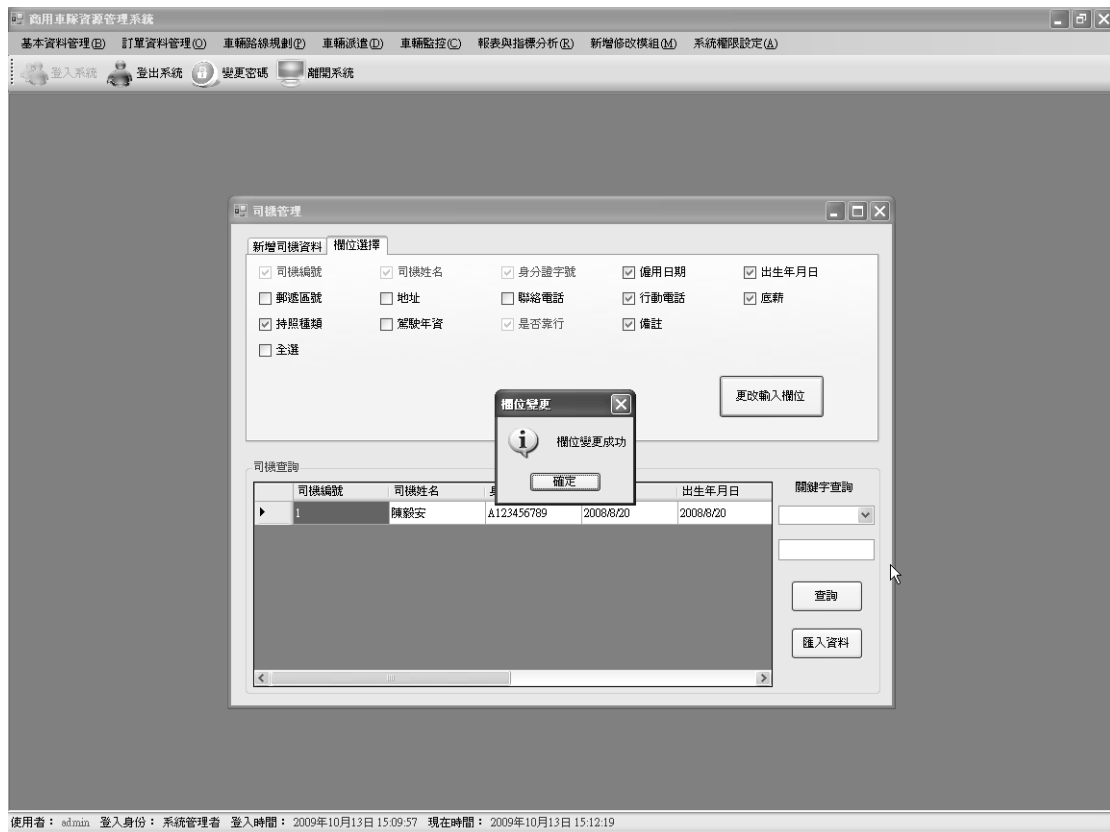 商用車隊資源管理系統
基本資料管理(B) 訂單資料管理(O) 車輛路線規劃(P) 車輛派遣(D) 車輛監控(C) 報表與指標分析(R) 新增修改模組(M) 系統權限設定(A)
登入系統 登出系統 變更密碼 離開系統
司機管理
新增司機資料 欄位選擇
司機編號 司機姓名 身分證字號 僱用日期 出生年月日
郵遞區號 地址 聯絡電話 行動電話 底薪
持照種類 駕駛年資 是否靠行 備註
全選
更改輸入欄位
欄位變更
欄位變更成功
確定
司機查詢
司機編號 司機姓名 出生年月日
1 陳毅安 A123456789 2008/8/20 2008/8/20
關鍵字查詢
查詢
匯入資料
使用者： admin 登入身份： 系統管理者 登入時間： 2009年10月13日 15:09:57 現在時間： 2009年10月13日 15:12:19